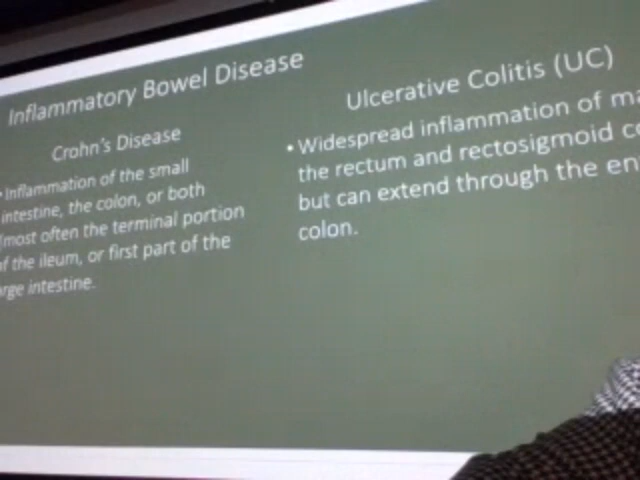 Inflammatory Bowel Disease
Crohn's Disease
• Inflammation of the small
intestine, the colon, or both
most often the terminal portion
of the ileum, or first part of the
intestine.
Ulcerative Colitis (UC)
• Widespread inflammation of
the rectum and rectosigmoid
but can extend through the
colon.